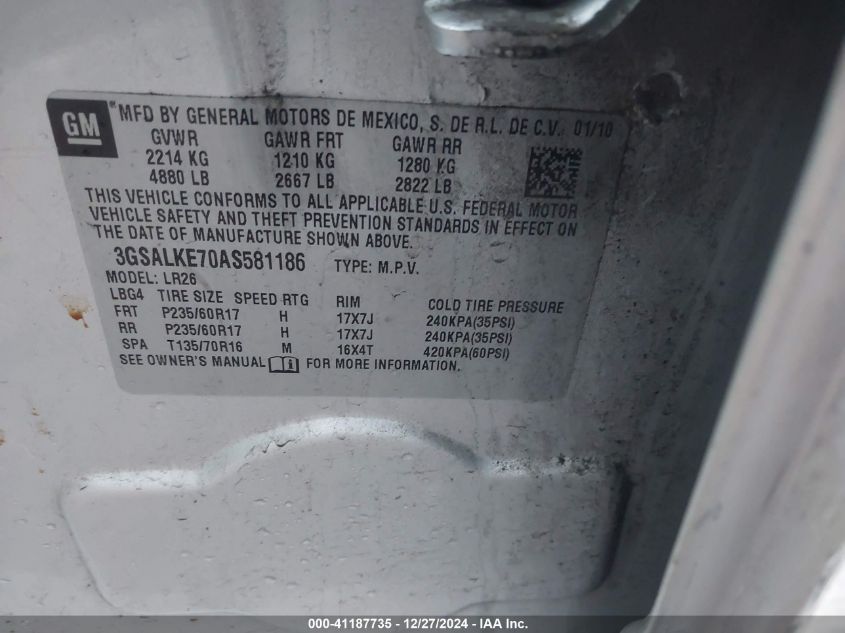 GM
MFD BY GENERAL MOTORS DE MEXICO, S. DE R.L. DE C.V. 01/10
GVWR GAWR FRT GAWR RR
2214 KG 1210 KG 1280 KG
4880 LB 2667 LB 2822 LB
THIS VEHICLE CONFORMS TO ALL APPLICABLE U.S. FEDERAL MOTOR
VEHICLE SAFETY AND THEFT PREVENTION STANDARDS IN EFFECT ON
THE DATE OF MANUFACTURE SHOWN ABOVE.
3GSALKE70AS581186 TYPE: M.P.V.
MODEL: LR26
LBG4 TIRE SIZE SPEED RTG RIM COLD TIRE PRESSURE
FRT P235/60R17 H 17X7J 240KPA(35PSI)
RR P235/60R17 H 17X7J 240KPA(35PSI)
SPA T135/70R16 M 16X4T 420KPA(60PSI)
SEE OWNER'S MANUAL FOR MORE INFORMATION.
000-41187735 - 12/27/2024 - IAA Inc.